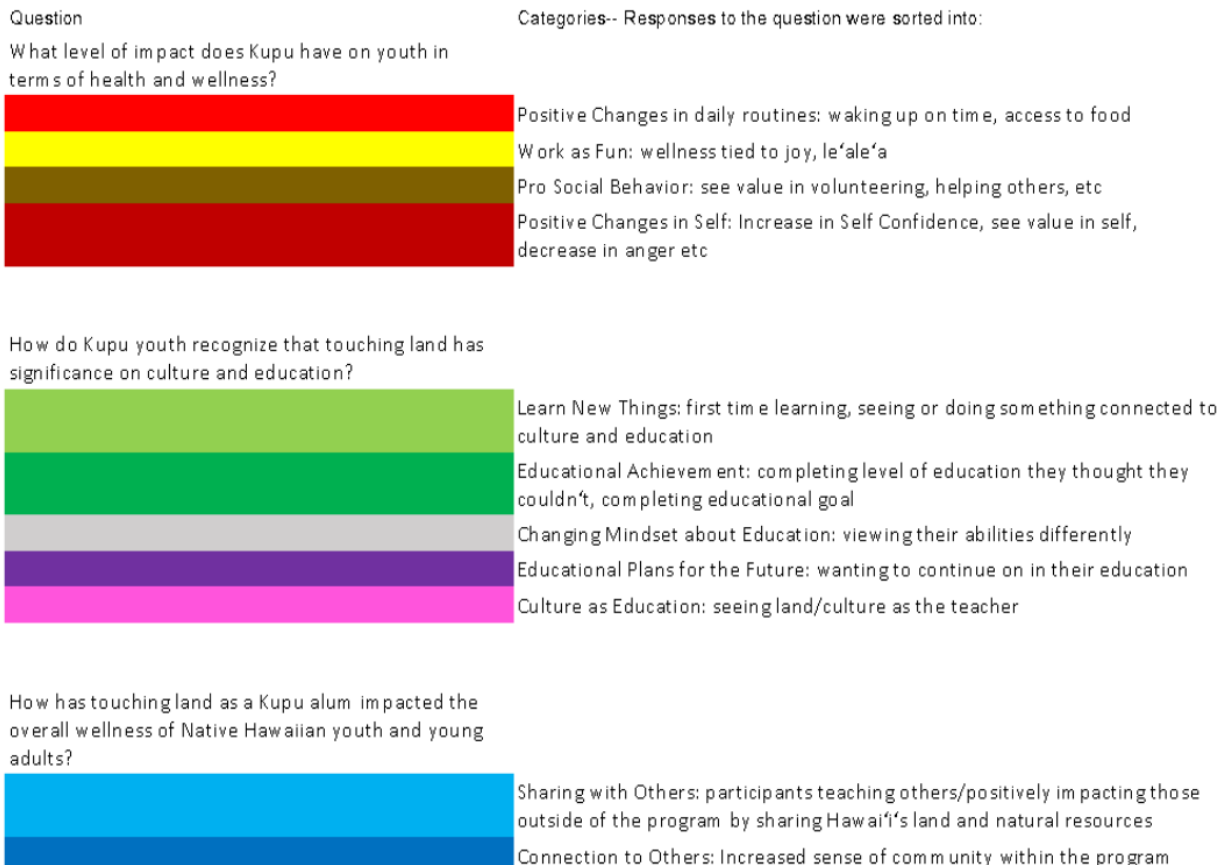 Question
Categories-- Responses to the question were sorted into:
What level of impact does Kupu have on youth in
terms of health and wellness?
Positive Changes in daily routines: waking up on time, access to food
Work as Fun: wellness tied to joy, leʻaleʻa
Pro Social Behavior: see value in volunteering, helping others, etc
Positive Changes in Self: Increase in Self Confidence, see value in self,
decrease in anger etc
How do Kupu youth recognize that touching land has
significance on culture and education?
Learn New Things: first time learning, seeing or doing something connected to
culture and education
Educational Achievement: completing level of education they thought they
couldnʻt, completing educational goal
Changing Mindset about Education: viewing their abilities differently
Educational Plans for the Future: wanting to continue on in their education
Culture as Education: seeing land/culture as the teacher
How has touching land as a Kupu alum impacted the
overall wellness of Native Hawaiian youth and young
adults?
Sharing with Others: participants teaching others/positively impacting those
outside of the program by sharing Hawaiʻiʻs land and natural resources
Connection to Others: Increased sense of community within the program